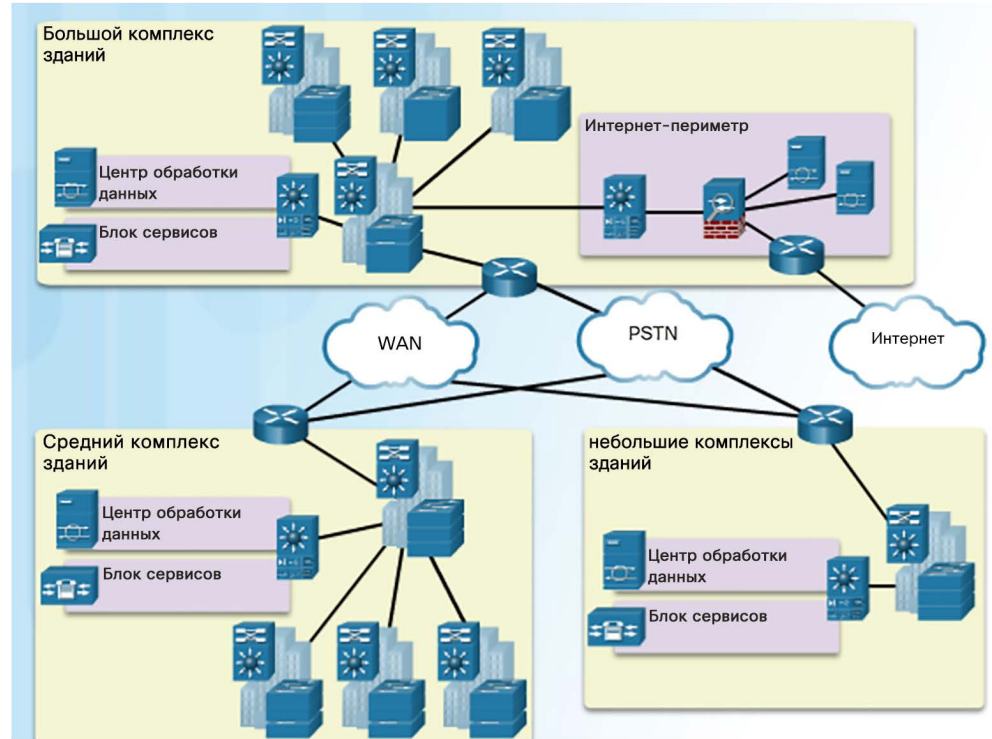 Большой комплекс
зданий
Интернет-периметр
Центр обработки
данных
Блок сервисов
WAN
PSTN
Интернет
Средний комплекс
зданий
Центр обработки
данных
Блок сервисов
небольшие комплексы
зданий
Центр обработки
данных
Блок сервисов